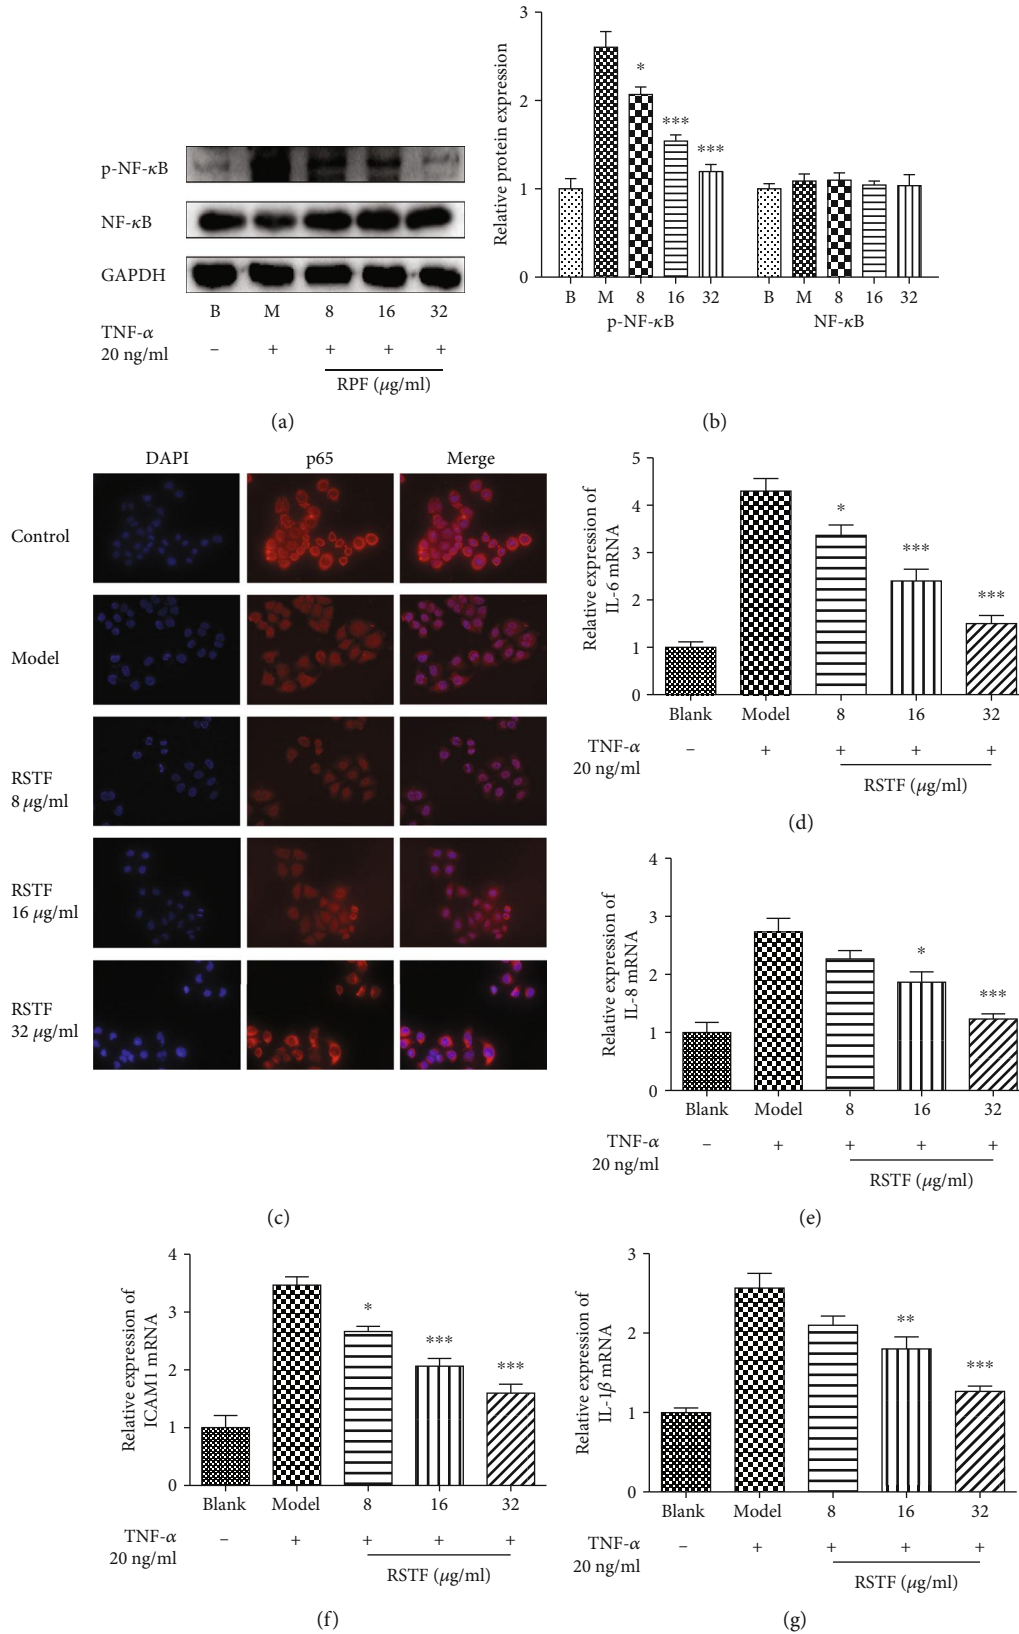 p-NF-κB
NF-κB
GAPDH
B M 8 16 32
TNF-α
20 ng/ml
– + + + +
RPF (μg/ml)
(a)
Relative protein expression
3
2
1
0
*
***
***
B M 8 16 32 B M 8 16 32
p-NF-κB NF-κB
(b)
DAPI p65 Merge
Control
Model
RSTF
8 μg/ml
RSTF
16 μg/ml
RSTF
32 μg/ml
(c)
Relative expression of
IL-6 mRNA
5
4
3
2
1
0
*
***
***
Blank Model 8 16 32
TNF-α
20 ng/ml
– + + + +
RSTF (μg/ml)
(d)
Relative expression of
IL-8 mRNA
4
3
2
1
0
*
***
Blank Model 8 16 32
TNF-α
20 ng/ml
– + + + +
RSTF (μg/ml)
(e)
Relative expression of
ICAM1 mRNA
4
3
2
1
0
*
***
***
Blank Model 8 16 32
TNF-α
20 ng/ml
– + + + +
RSTF (μg/ml)
(f)
Relative expression of
IL-1β mRNA
3
2
1
0
**
***
Blank Model 8 16 32
TNF-α
20 ng/ml
– + + + +
RSTF (μg/ml)
(g)